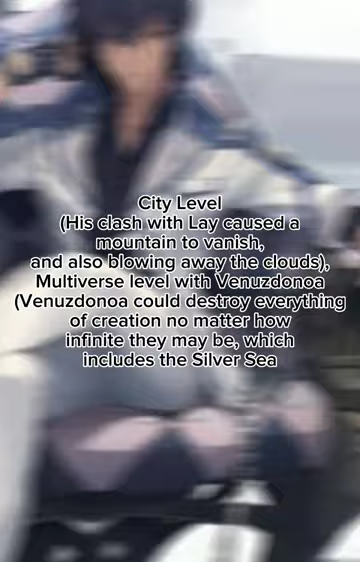 City Level
(His clash with Lay caused a
mountain to vanish,
and also blowing away the clouds),
Multiverse level with Venuzdonoa
(Venuzdonoa could destroy everything
of creation no matter how
infinite they may be, which
includes the Silver Sea